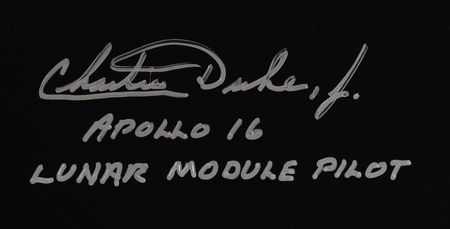 Charlie Duke, Jr.
APOLLO 16
LUNAR MODULE PILOT